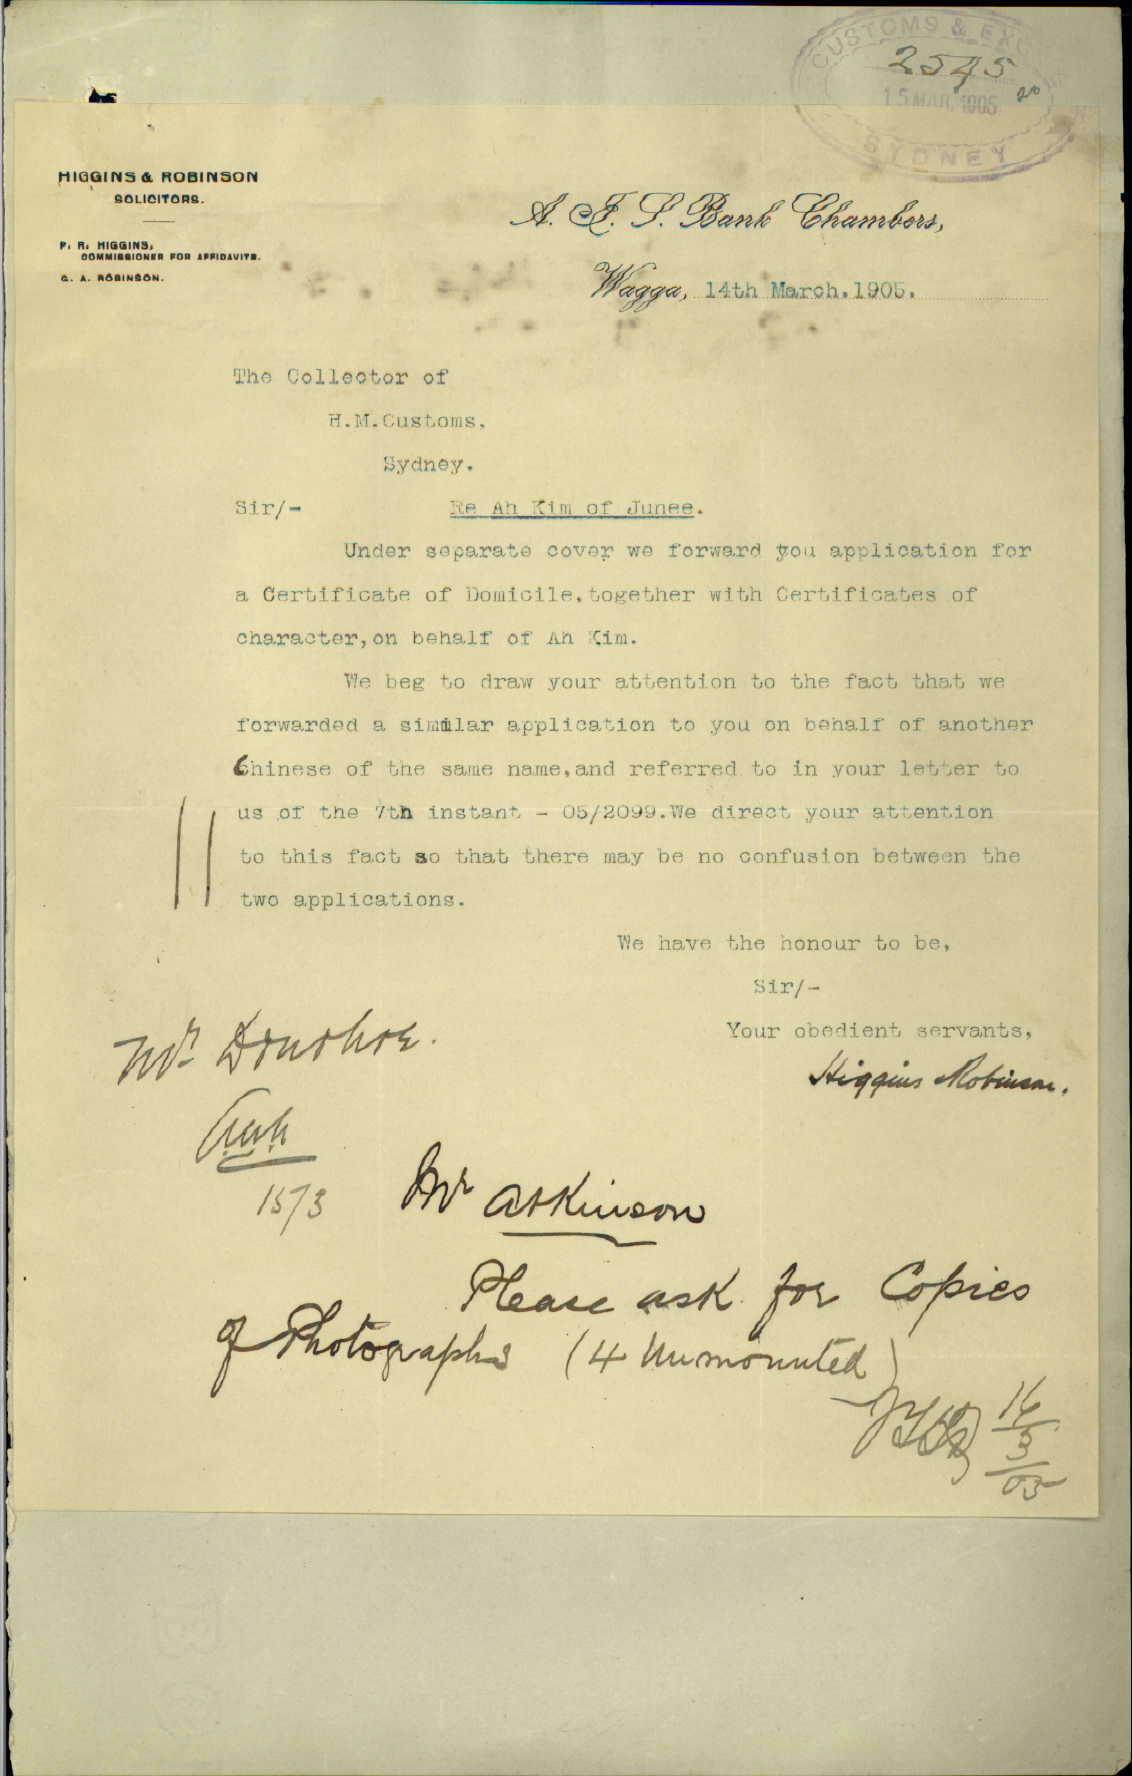 CUSTOMS & EXC
2545
15 MAR. 1905
SYDNEY
HIGGINS & ROBINSON
SOLICITORS.
P. R. HIGGINS,
COMMISSIONER FOR AFFIDAVITS.
G. A. ROBINSON.
A. J. S. Bank Chambers,
Wagga, 14th March.1905.
The Collector of
H.M.Customs,
Sydney.
Sir/- Re Ah Kim of Junee.
Under separate cover we forward you application for
a Certificate of Domicile,together with Certificates of
character,on behalf of Ah Kim.
We beg to draw your attention to the fact that we
forwarded a similar application to you on behalf of another
Chinese of the same name,and referred to in your letter to
us of the 7th instant - 05/2099.We direct your attention
to this fact so that there may be no confusion between the
two applications.
We have the honour to be,
Sir/-
Your obedient servants,
Higgins Robinson.
Mr Donohoe.
15/3
Mr Atkinson
Please ask for Copies
of Photographs (4 Unmounted)
16/3/05